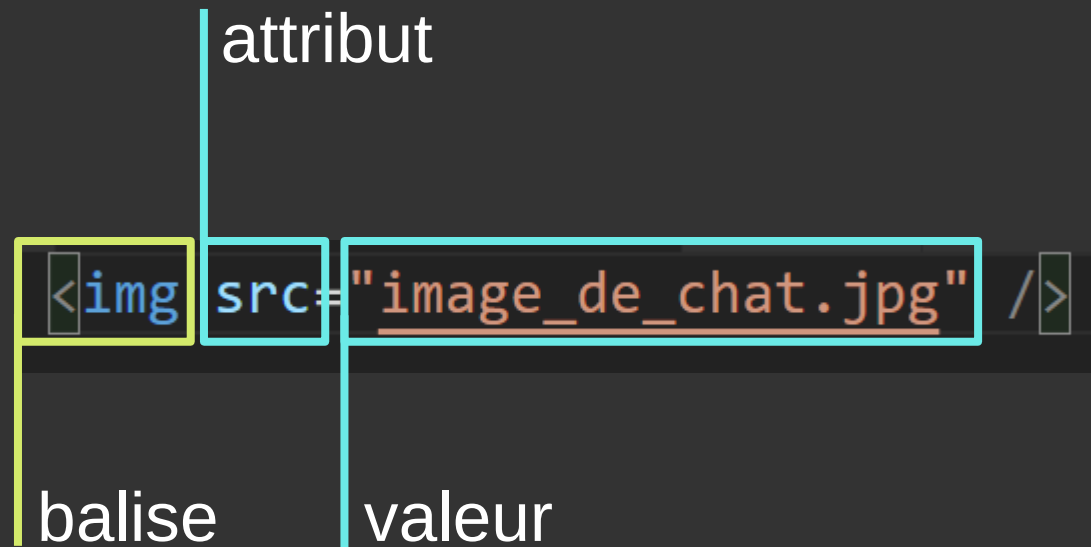 attribut
<img src="image_de_chat.jpg" />
balise valeur